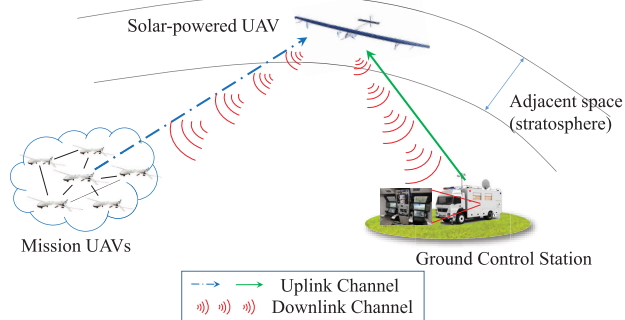 Solar-powered UAV
Adjacent space
(stratosphere)
Mission UAVs
Ground Control Station
Uplink Channel
Downlink Channel